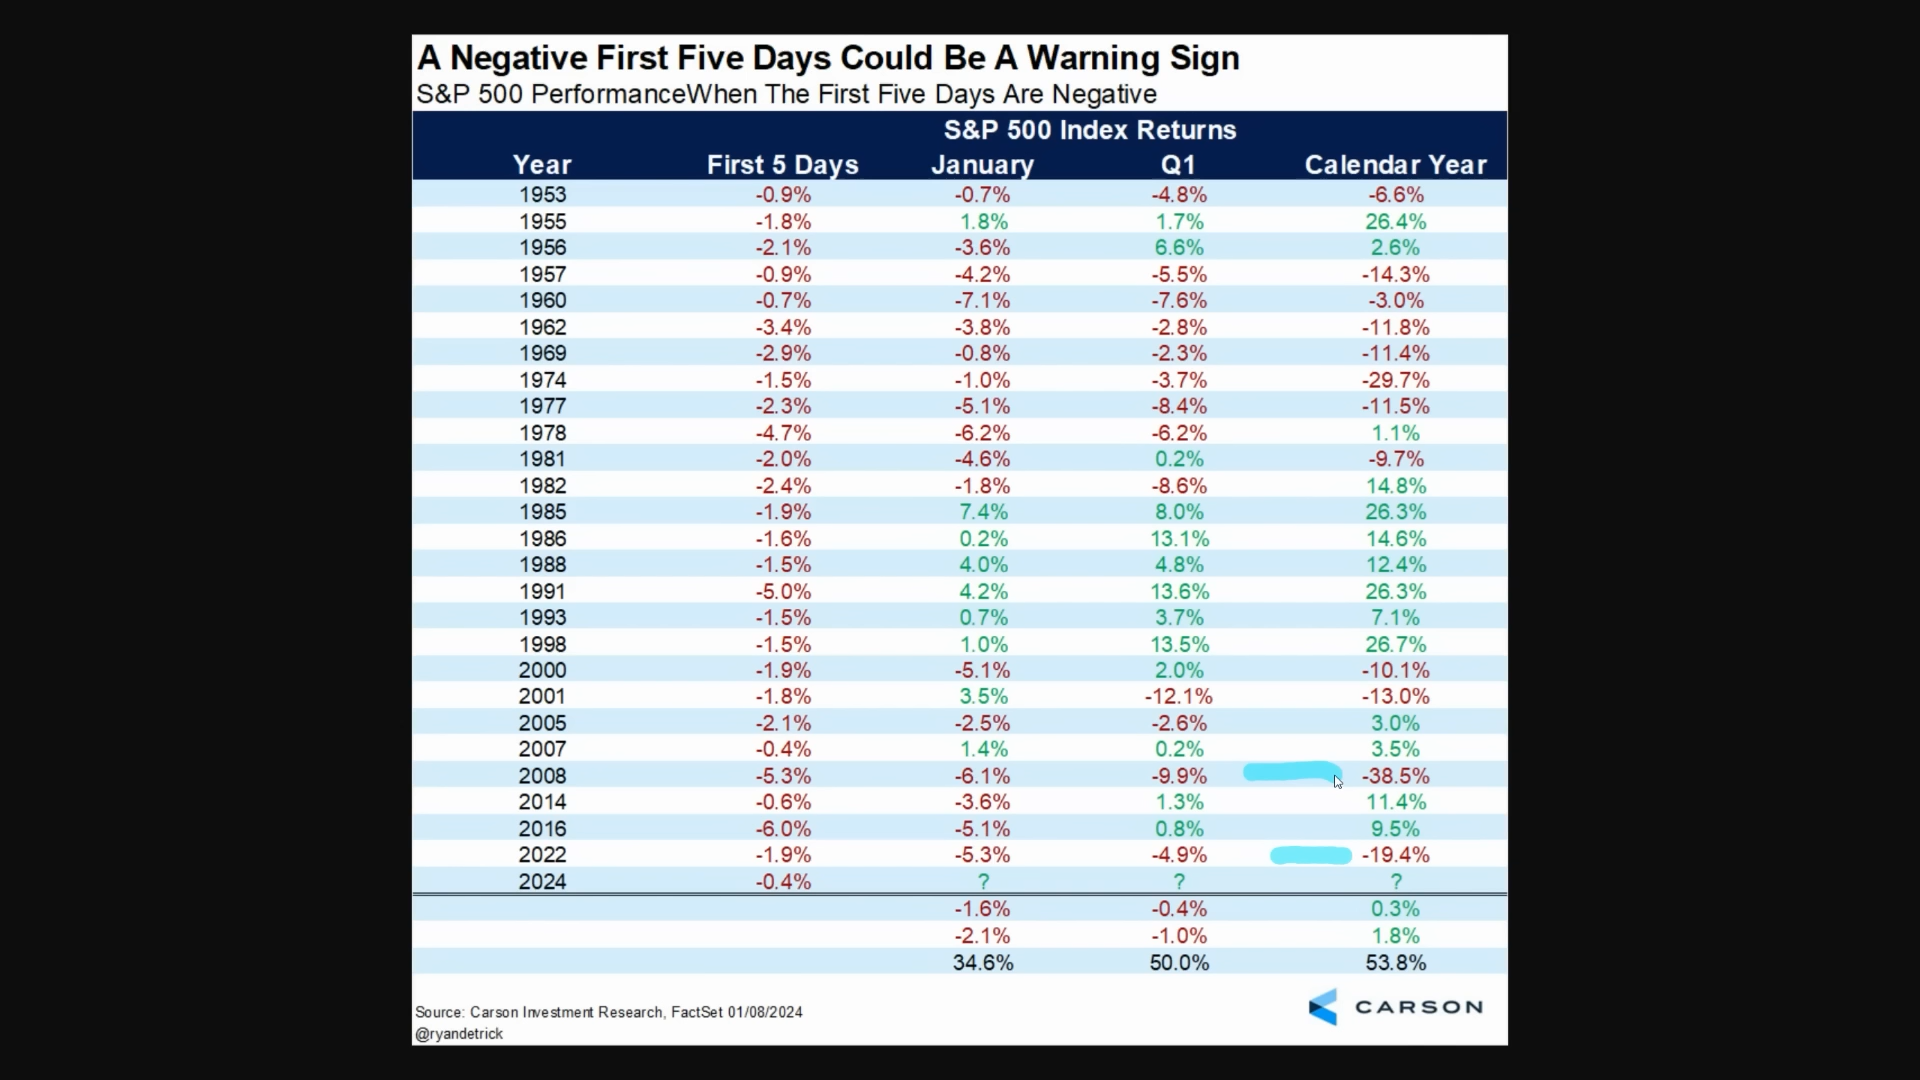 A Negative First Five Days Could Be A Warning Sign
S&P 500 PerformanceWhen The First Five Days Are Negative
S&P 500 Index Returns
Year First 5 Days January Q1 Calendar Year
1953 -0.9% -0.7% -4.8% -6.6%
1955 -1.8% 1.8% 1.7% 26.4%
1956 -2.1% -3.6% 6.6% 2.6%
1957 -0.9% -4.2% -5.5% -14.3%
1960 -0.7% -7.1% -7.6% -3.0%
1962 -3.4% -3.8% -2.8% -11.8%
1969 -2.9% -0.8% -2.3% -11.4%
1974 -1.5% -1.0% -3.7% -29.7%
1977 -2.3% -5.1% -8.4% -11.5%
1978 -4.7% -6.2% -6.2% 1.1%
1981 -2.0% -4.6% 0.2% -9.7%
1982 -2.4% -1.8% -8.6% 14.8%
1985 -1.9% 7.4% 8.0% 26.3%
1986 -1.6% 0.2% 13.1% 14.6%
1988 -1.5% 4.0% 4.8% 12.4%
1991 -5.0% 4.2% 13.6% 26.3%
1993 -1.5% 0.7% 3.7% 7.1%
1998 -1.5% 1.0% 13.5% 26.7%
2000 -1.9% -5.1% 2.0% -10.1%
2001 -1.8% 3.5% -12.1% -13.0%
2005 -2.1% -2.5% -2.6% 3.0%
2007 -0.4% 1.4% 0.2% 3.5%
2008 -5.3% -6.1% -9.9% -38.5%
2014 -0.6% -3.6% 1.3% 11.4%
2016 -6.0% -5.1% 0.8% 9.5%
2022 -1.9% -5.3% -4.9% -19.4%
2024 -0.4% ? ? ?
-1.6% -0.4% 0.3%
-2.1% -1.0% 1.8%
34.6% 50.0% 53.8%
Source: Carson Investment Research, FactSet 01/08/2024
@ryandetrick
CARSON